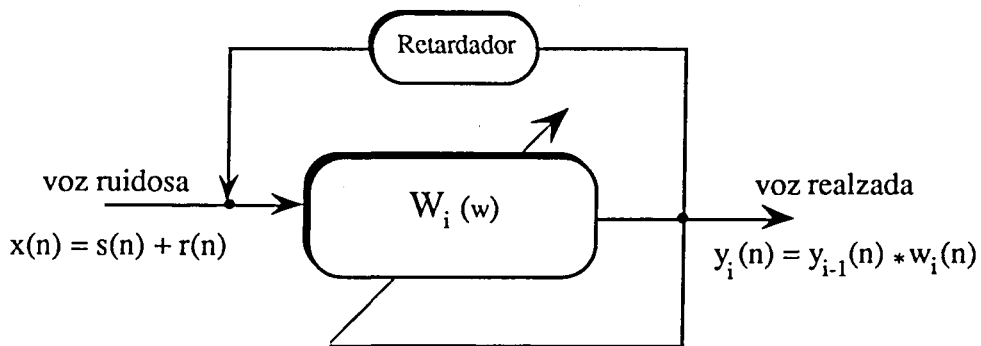 Retardador
voz ruidosa
W_i (w)
voz realzada
x(n) = s(n) + r(n)
y_i(n) = y_{i-1}(n) * w_i(n)